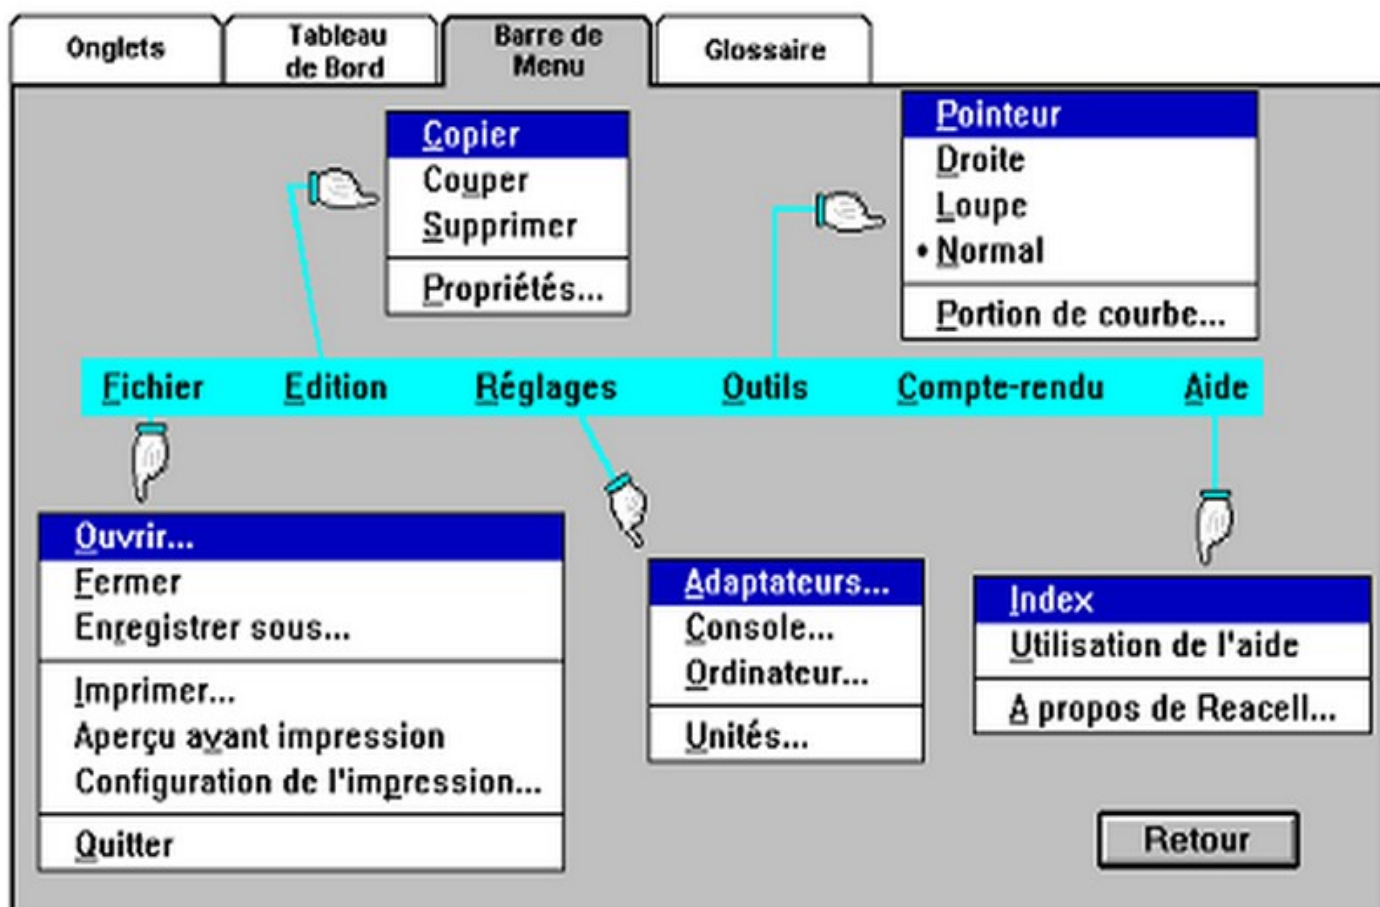 Onglets
Tableau
de Bord
Barre de
Menu
Glossaire
Copier
Couper
Supprimer
Propriétés...
Pointeur
Droite
Loupe
• Normal
Portion de courbe...
Fichier Edition Réglages Outils Compte-rendu Aide
Ouvrir...
Fermer
Enregistrer sous...
Imprimer...
Aperçu avant impression
Configuration de l'impression...
Quitter
Adaptateurs...
Console...
Ordinateur...
Unités...
Index
Utilisation de l'aide
A propos de Reacell...
Retour